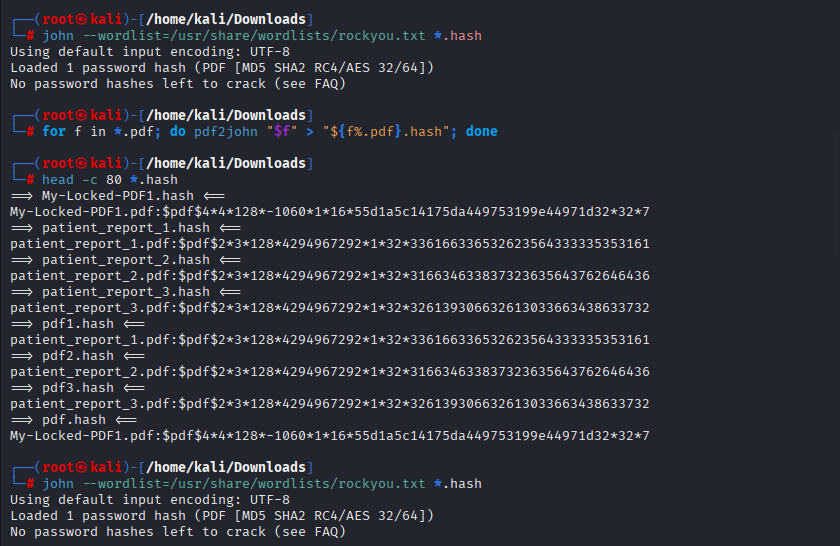 ┌──(root㉿kali)-[/home/kali/Downloads]
└─# john --wordlist=/usr/share/wordlists/rockyou.txt *.hash
Using default input encoding: UTF-8
Loaded 1 password hash (PDF [MD5 SHA2 RC4/AES 32/64])
No password hashes left to crack (see FAQ)
┌──(root㉿kali)-[/home/kali/Downloads]
└─# for f in *.pdf; do pdf2john "$f" > "${f%.pdf}.hash"; done
┌──(root㉿kali)-[/home/kali/Downloads]
└─# head -c 80 *.hash
==> My-Locked-PDF1.hash <==
My-Locked-PDF1.pdf:$pdf$4*4*128*-1060*1*16*55d1a5c14175da449753199e44971d32*32*7
==> patient_report_1.hash <==
patient_report_1.pdf:$pdf$2*3*128*4294967292*1*32*336166336532623564333335353161
==> patient_report_2.hash <==
patient_report_2.pdf:$pdf$2*3*128*4294967292*1*32*316634633837323635643762646436
==> patient_report_3.hash <==
patient_report_3.pdf:$pdf$2*3*128*4294967292*1*32*326139306632613033663438633732
==> pdf1.hash <==
patient_report_1.pdf:$pdf$2*3*128*4294967292*1*32*336166336532623564333335353161
==> pdf2.hash <==
patient_report_2.pdf:$pdf$2*3*128*4294967292*1*32*316634633837323635643762646436
==> pdf3.hash <==
patient_report_3.pdf:$pdf$2*3*128*4294967292*1*32*326139306632613033663438633732
==> pdf.hash <==
My-Locked-PDF1.pdf:$pdf$4*4*128*-1060*1*16*55d1a5c14175da449753199e44971d32*32*7
┌──(root㉿kali)-[/home/kali/Downloads]
└─# john --wordlist=/usr/share/wordlists/rockyou.txt *.hash
Using default input encoding: UTF-8
Loaded 1 password hash (PDF [MD5 SHA2 RC4/AES 32/64])
No password hashes left to crack (see FAQ)